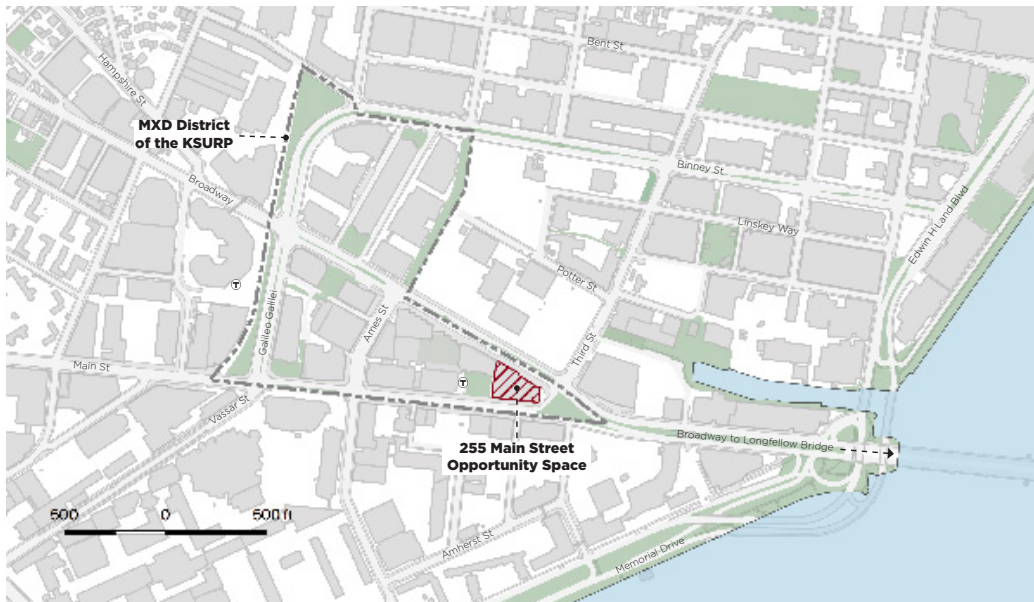 Bent St
Hampshire St
MXD District
of the KSURP
Broadway
Binney St.
Linskey Way
Edwin H Land Blvd
Potter St
T
Galileo Galilei
Ames St
Third St
Main St
T
Vassar St
255 Main Street
Opportunity Space
Broadway to Longfellow Bridge
500 0 500 ft
Amherst St
Memorial Drive